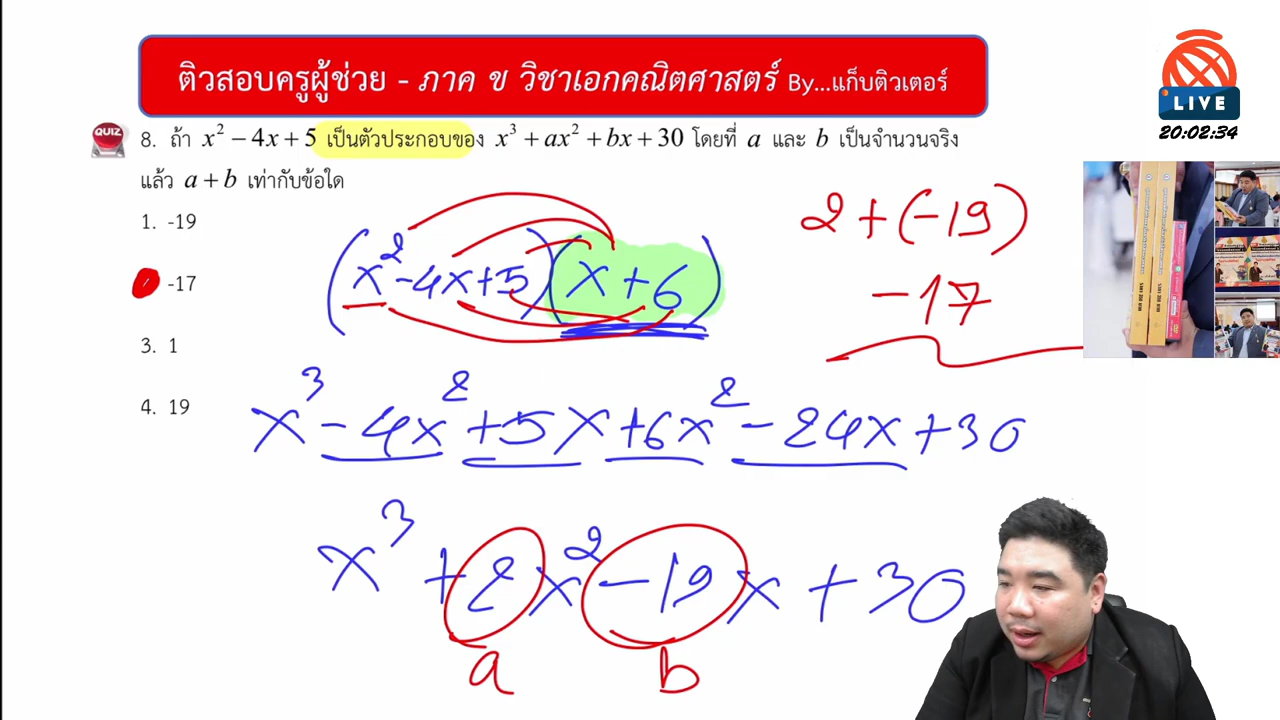 ติวสอบครูผู้ช่วย - ภาค ข วิชาเอกคณิตศาสตร์ By...แก็บติวเตอร์
LIVE
20:02:34
QUIZ
8. ถ้า x² − 4x + 5 เป็นตัวประกอบของ x³ + ax² + bx + 30 โดยที่ a และ b เป็นจำนวนจริง
แล้ว a + b เท่ากับข้อใด
1. -19
-17
3. 1
4. 19
(x² - 4x + 5)(x + 6)
2 + (-19)
-17
x³ - 4x² + 5x + 6x² - 24x + 30
x³ + 2x² - 19x + 30
a b